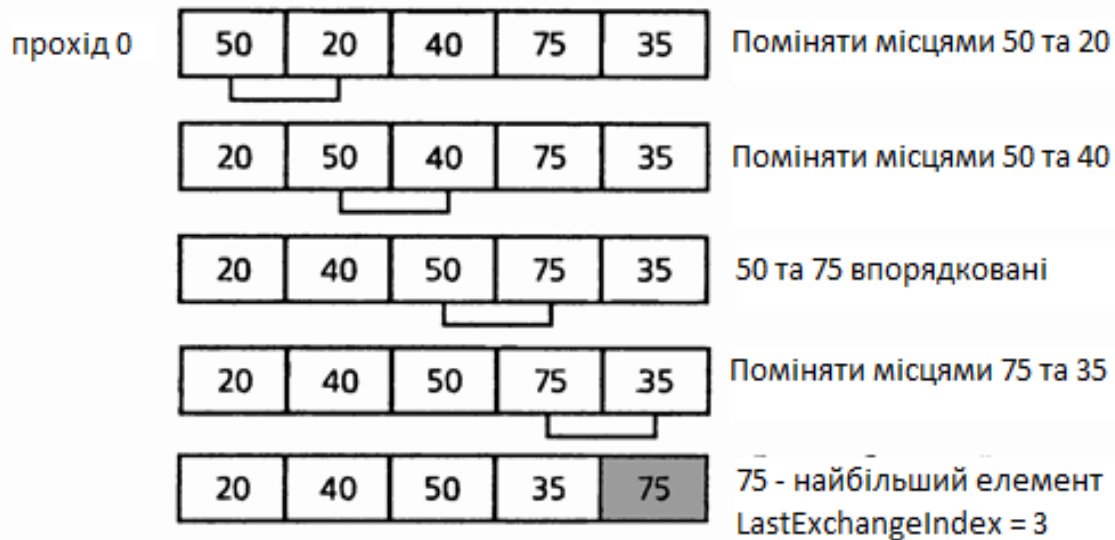 прохід 0 50 20 40 75 35 Поміняти місцями 50 та 20
20 50 40 75 35 Поміняти місцями 50 та 40
20 40 50 75 35 50 та 75 впорядковані
20 40 50 75 35 Поміняти місцями 75 та 35
20 40 50 35 75 75 - найбільший елемент
LastExchangeIndex = 3